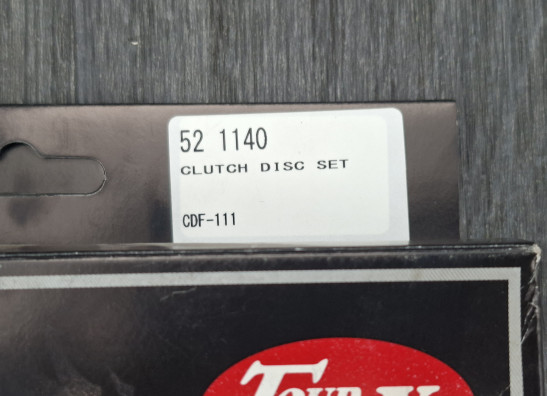 52 1140
CLUTCH DISC SET
CDF-111